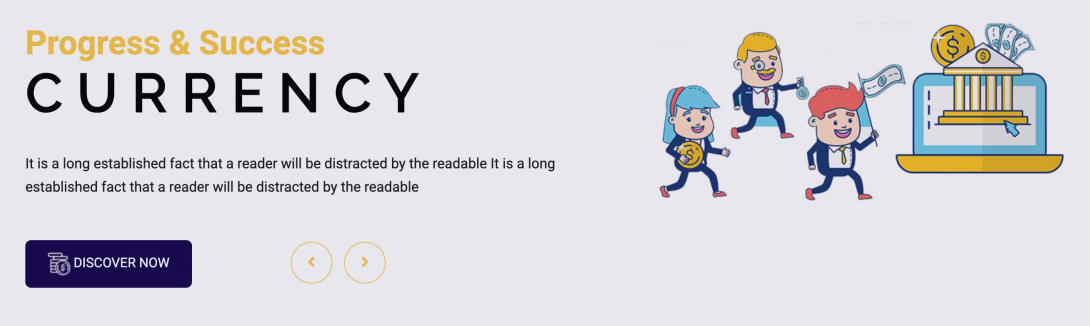 Progress & Success
CURRENCY
It is a long established fact that a reader will be distracted by the readable It is a long
established fact that a reader will be distracted by the readable
DISCOVER NOW